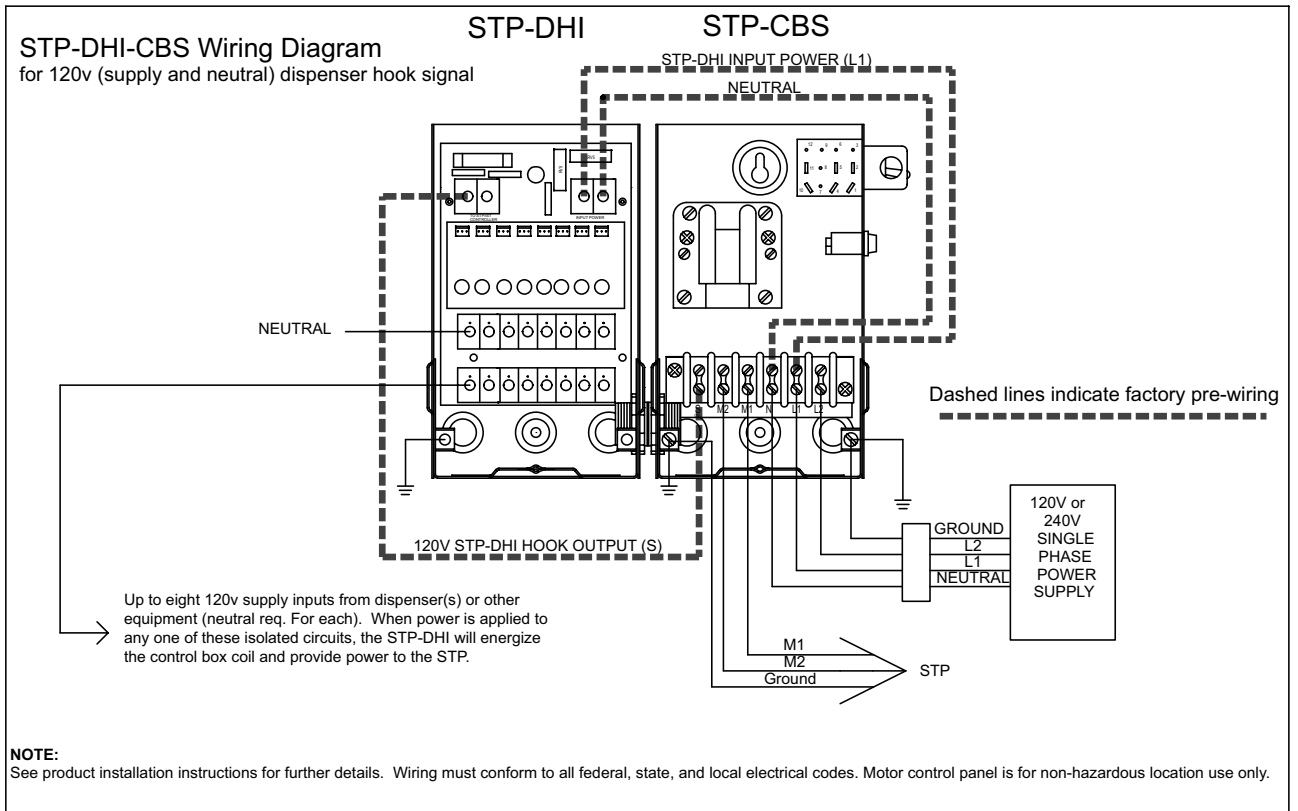 STP-DHI
STP-CBS
STP-DHI-CBS Wiring Diagram
for 120v (supply and neutral) dispenser hook signal
STP-DHI INPUT POWER (L1)
NEUTRAL
CONTROLLER
INPUT POWER
NEUTRAL
M2
M1
N
L1
L2
Dashed lines indicate factory pre-wiring
120V STP-DHI HOOK OUTPUT (S)
GROUND
L2
L1
NEUTRAL
120V or
240V
SINGLE
PHASE
POWER
SUPPLY
Up to eight 120v supply inputs from dispenser(s) or other
equipment (neutral req. For each). When power is applied to
any one of these isolated circuits, the STP-DHI will energize
the control box coil and provide power to the STP.
M1
M2
Ground
STP
NOTE:
See product installation instructions for further details. Wiring must conform to all federal, state, and local electrical codes. Motor control panel is for non-hazardous location use only.